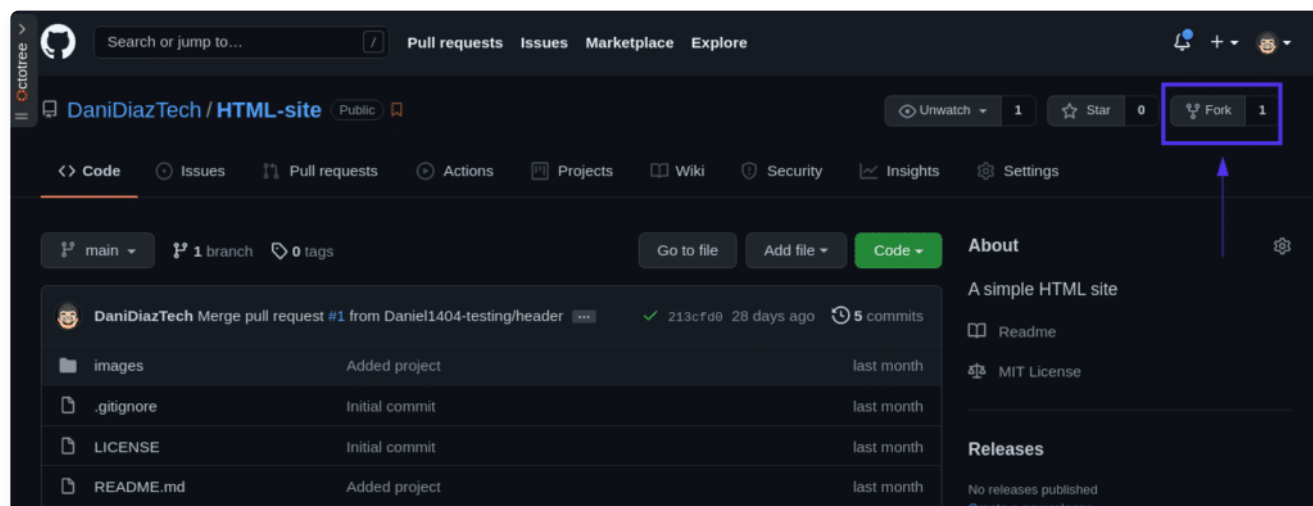 octotree
Search or jump to... / Pull requests Issues Marketplace Explore
DaniDiazTech / HTML-site Public Unwatch 1 Star 0 Fork 1
Code Issues Pull requests Actions Projects Wiki Security Insights Settings
main 1 branch 0 tags Go to file Add file Code About
A simple HTML site
DaniDiazTech Merge pull request #1 from Daniel1404-testing/header ... 213cfd0 28 days ago 5 commits
Readme
images Added project last month
MIT License
.gitignore Initial commit last month
LICENSE Initial commit last month
Releases
README.md Added project last month
No releases published